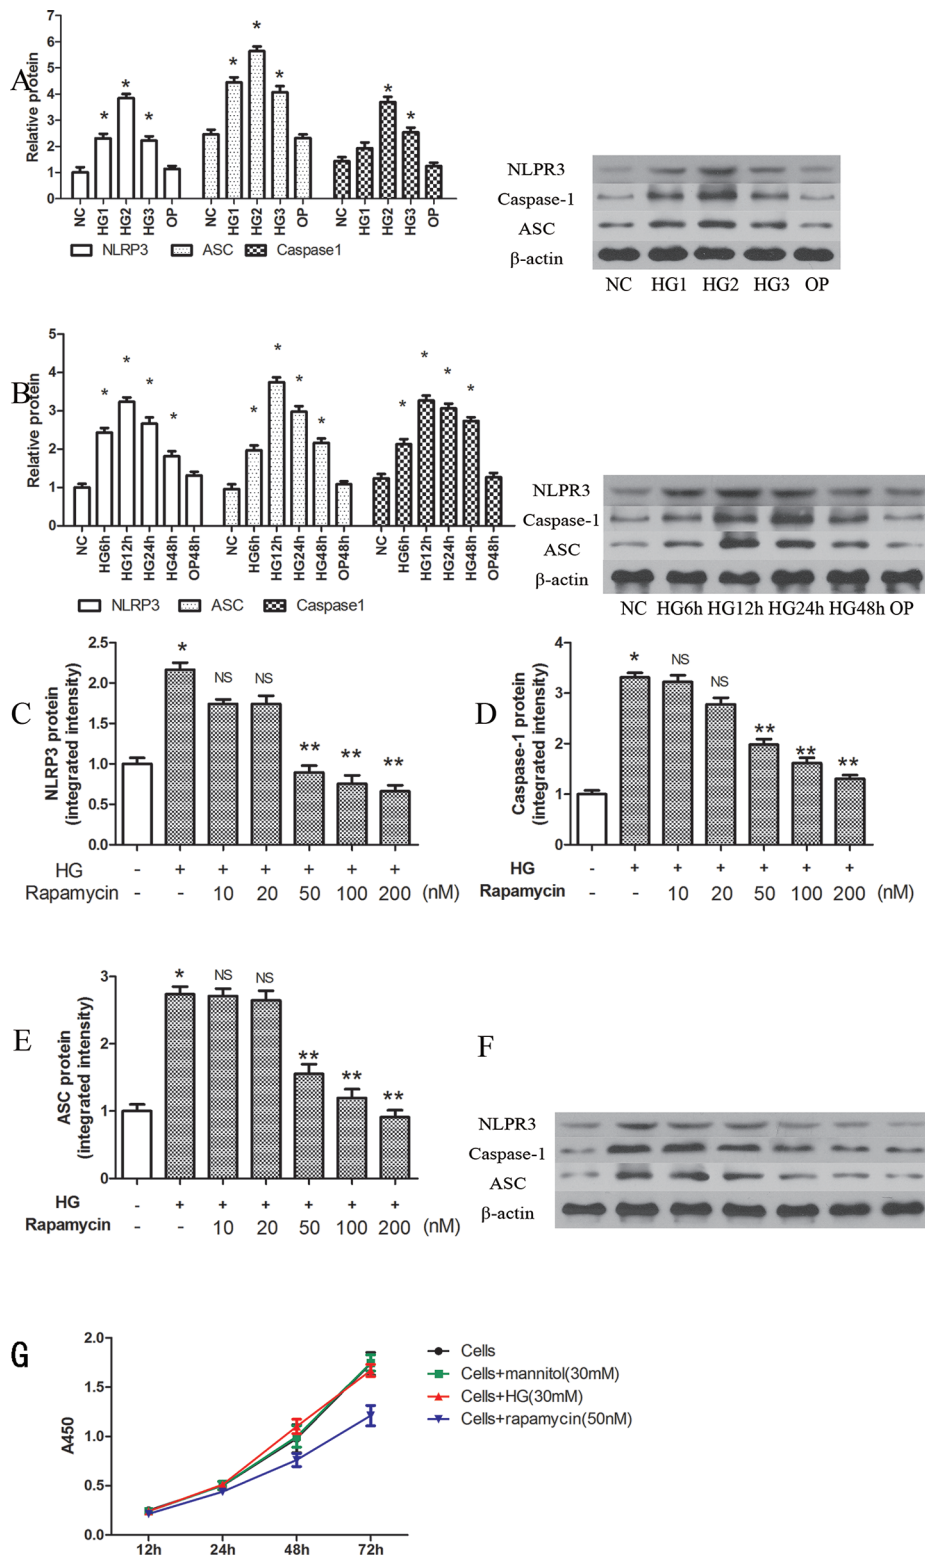 A
Relative protein
7
6
5
4
3
2
1
0
* * * * * * * *
NC HG1 HG2 HG3 OP NC HG1 HG2 HG3 OP NC HG1 HG2 HG3 OP
NLRP3 ASC Caspase1
NLPR3
Caspase-1
ASC
β-actin
NC HG1 HG2 HG3 OP
B
Relative protein
5
4
3
2
1
0
* * * * * * * * * * * *
NC HG6h HG12h HG24h HG48h OP48h NC HG6h HG12h HG24h HG48h OP48h NC HG6h HG12h HG24h HG48h OP48h
NLRP3 ASC Caspase1
NLPR3
Caspase-1
ASC
β-actin
NC HG6h HG12h HG24h HG48h OP
C
NLRP3 protein
(integrated intensity)
2.5
2.0
1.5
1.0
0.5
0.0
* NS NS ** ** **
HG - + + + + + +
Rapamycin - - 10 20 50 100 200 (nM)
D
Caspase-1 protein
(integrated intensity)
4
3
2
1
0
* NS NS ** ** **
HG - + + + + + +
Rapamycin - - 10 20 50 100 200 (nM)
E
ASC protein
(integrated intensity)
3
2
1
0
* NS NS ** ** **
HG - + + + + + +
Rapamycin - - 10 20 50 100 200 (nM)
F
NLPR3
Caspase-1
ASC
β-actin
G
A450
2.0
1.5
1.0
0.5
0.0
12h 24h 48h 72h
Cells
Cells+mannitol(30mM)
Cells+HG(30mM)
Cells+rapamycin(50nM)